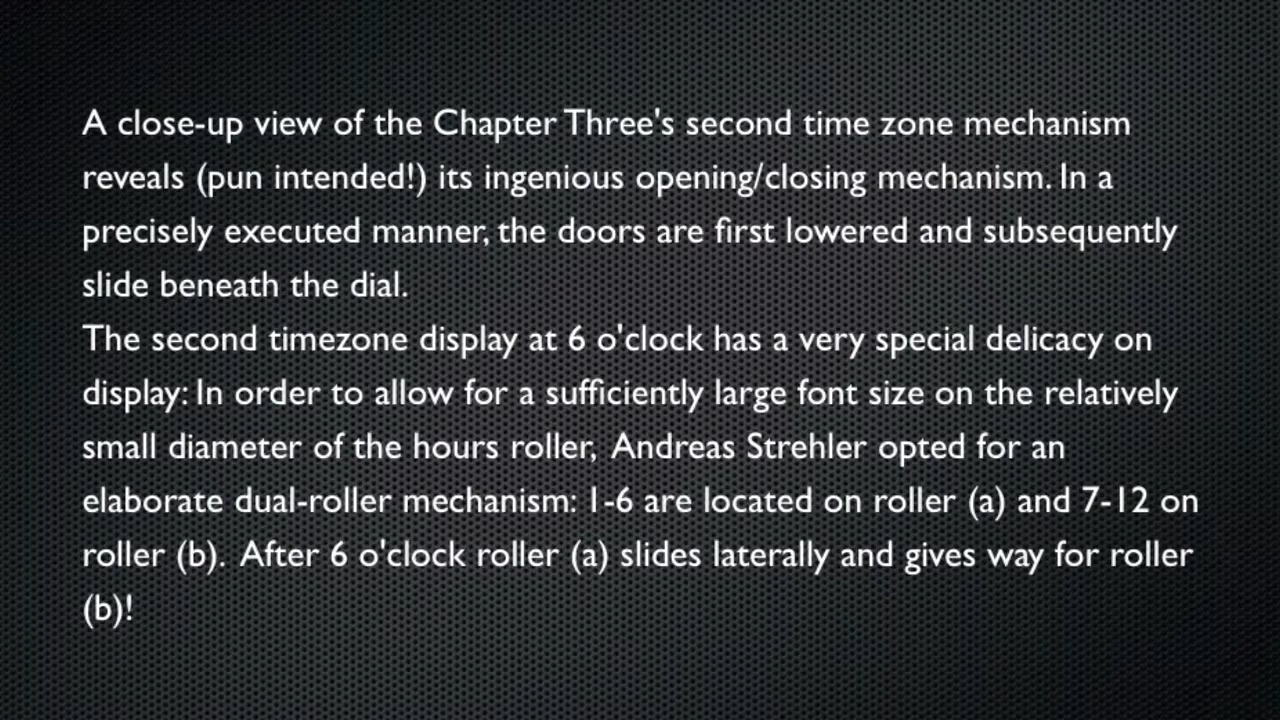 A close-up view of the Chapter Three's second time zone mechanism
reveals (pun intended!) its ingenious opening/closing mechanism. In a
precisely executed manner, the doors are first lowered and subsequently
slide beneath the dial.
The second timezone display at 6 o'clock has a very special delicacy on
display: In order to allow for a sufficiently large font size on the relatively
small diameter of the hours roller, Andreas Strehler opted for an
elaborate dual-roller mechanism: 1-6 are located on roller (a) and 7-12 on
roller (b). After 6 o'clock roller (a) slides laterally and gives way for roller
(b)!